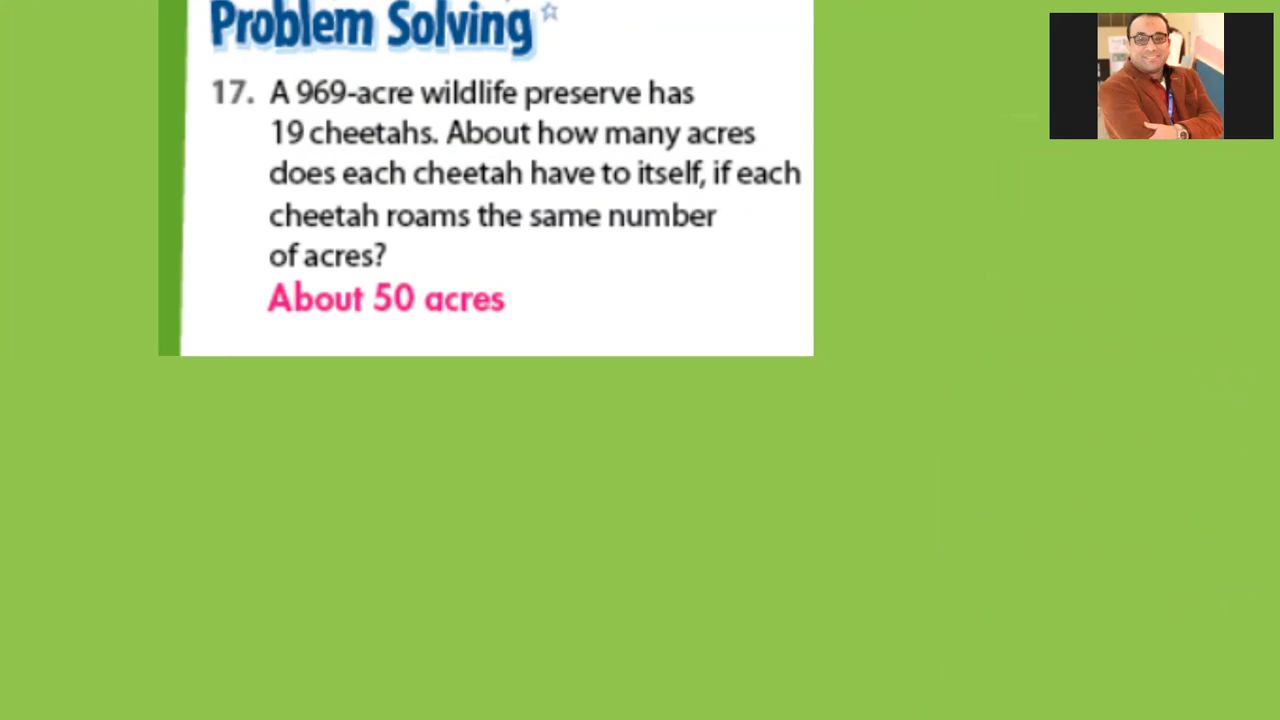 Problem Solving
17. A 969-acre wildlife preserve has
19 cheetahs. About how many acres
does each cheetah have to itself, if each
cheetah roams the same number
of acres?
About 50 acres